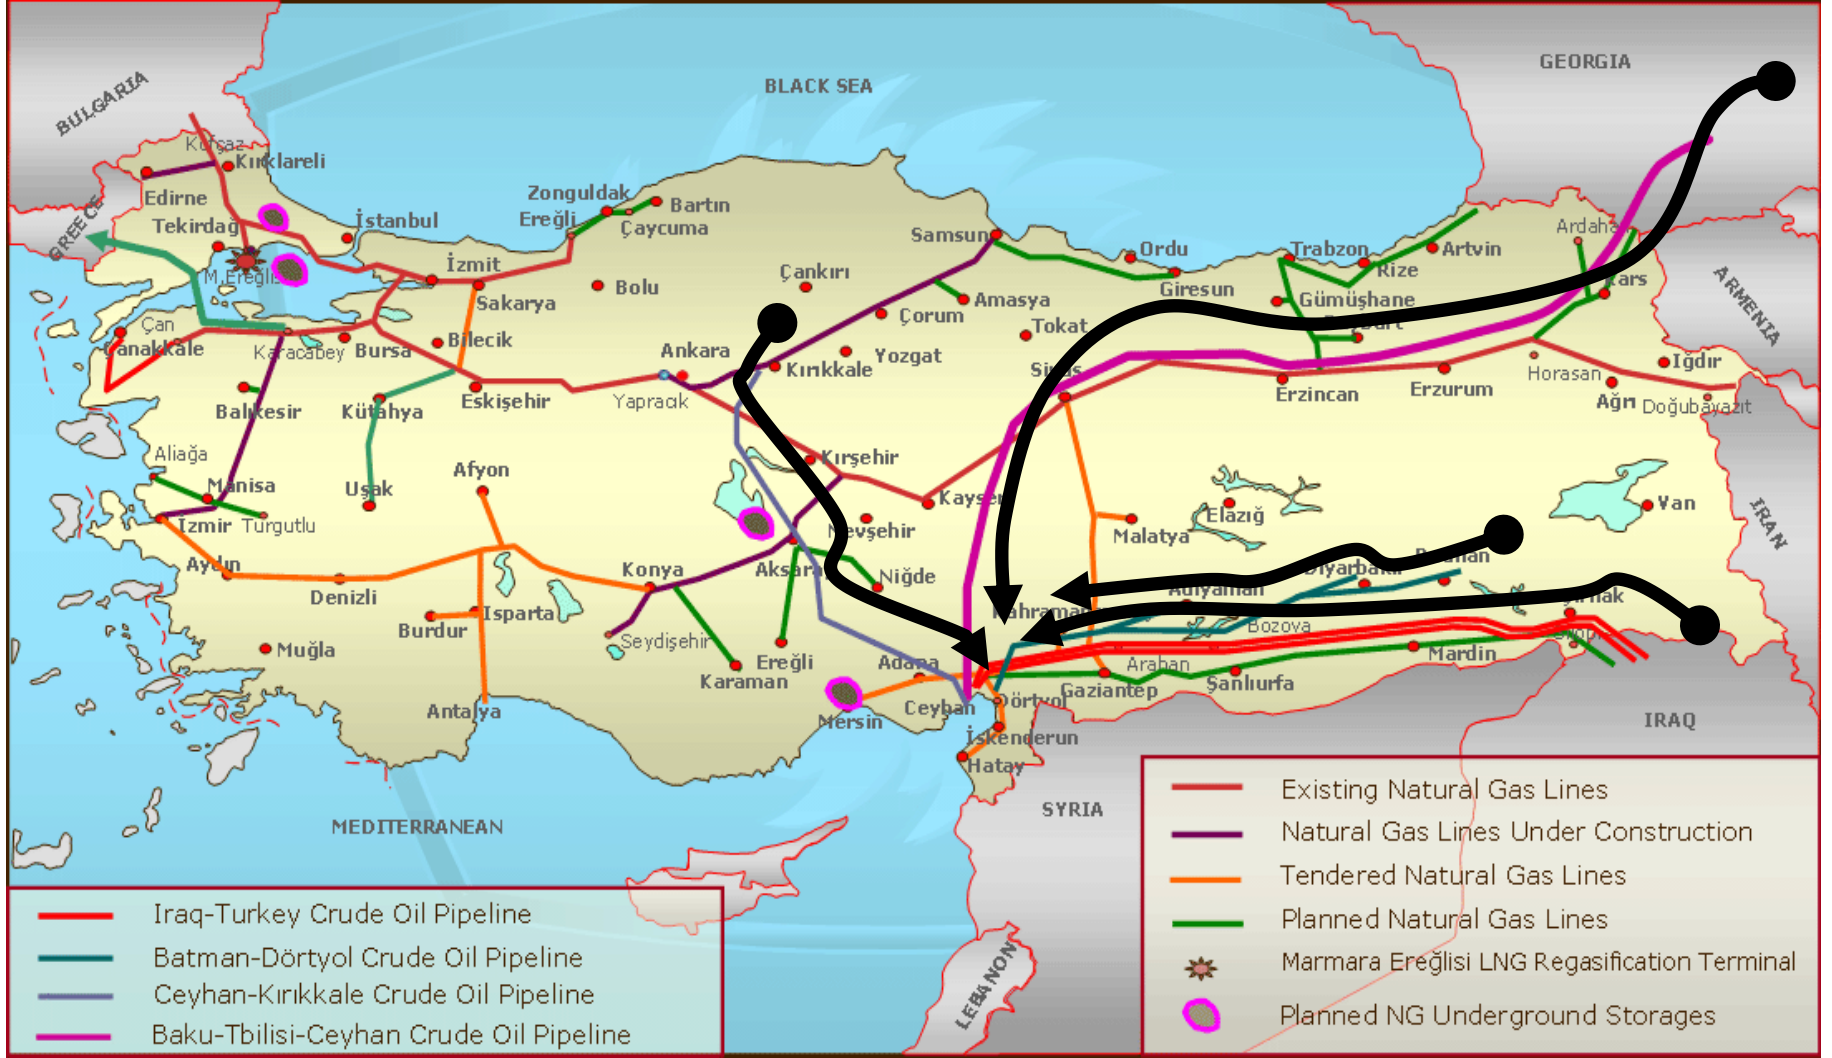 BULGARIA
BLACK SEA
GEORGIA
Kofçaz
Kırklareli
Edirne
GREECE
Tekirdağ
İstanbul
M.Ereğlisi
Zonguldak
Bartın
Ereğli
Çaycuma
İzmit
Sakarya
Bolu
Çankırı
Samsun
Ordu
Giresun
Trabzon
Rize
Artvin
Gümüşhane
ARMENIA
Amasya
Çorum
Tokat
Çan
Çanakkale
Karacabey
Bursa
Bilecik
Ankara
Kırıkkale
Yozgat
Iğdır
Balıkesir
Kütahya
Eskişehir
Yapracık
Erzincan
Erzurum
Horasan
Ağrı
Doğubayazıt
Aliağa
Manisa
Uşak
Afyon
Kırşehir
Van
İzmir
Turgutlu
Nevşehir
Malatya
Elazığ
IRAN
Aydın
Denizli
Konya
Niğde
Burdur
Isparta
Adıyaman
Bozova
Muğla
Seydişehir
Karaman
Ereğli
Adana
Araban
Mardin
Antalya
Mersin
Ceyhan
Dörtyol
Gaziantep
Şanlıurfa
İskenderun
Hatay
IRAQ
SYRIA
MEDITERRANEAN
LEBANON
Iraq-Turkey Crude Oil Pipeline
Batman-Dörtyol Crude Oil Pipeline
Ceyhan-Kırıkkale Crude Oil Pipeline
Baku-Tbilisi-Ceyhan Crude Oil Pipeline
Existing Natural Gas Lines
Natural Gas Lines Under Construction
Tendered Natural Gas Lines
Planned Natural Gas Lines
Marmara Ereğlisi LNG Regasification Terminal
Planned NG Underground Storages